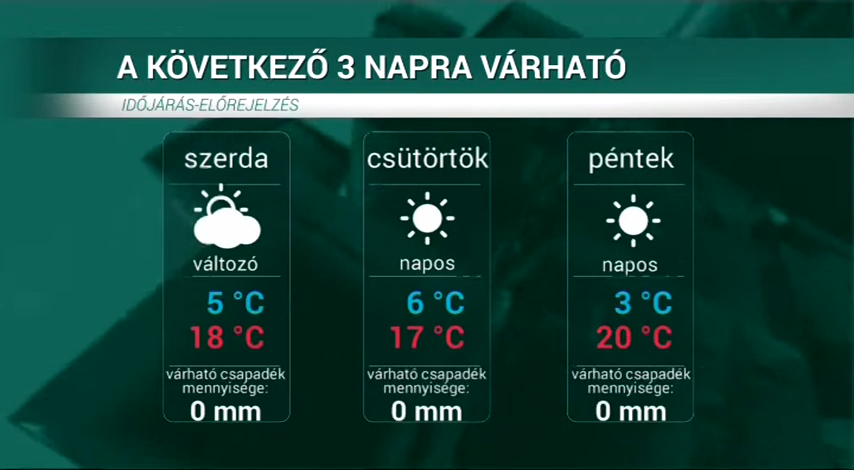 A KÖVETKEZŐ 3 NAPRA VÁRHATÓ
IDŐJÁRÁS-ELŐREJELZÉS
szerda
változó
5 °C
18 °C
várható csapadék
mennyisége:
0 mm
csütörtök
napos
6 °C
17 °C
várható csapadék
mennyisége:
0 mm
péntek
napos
3 °C
20 °C
várható csapadék
mennyisége:
0 mm